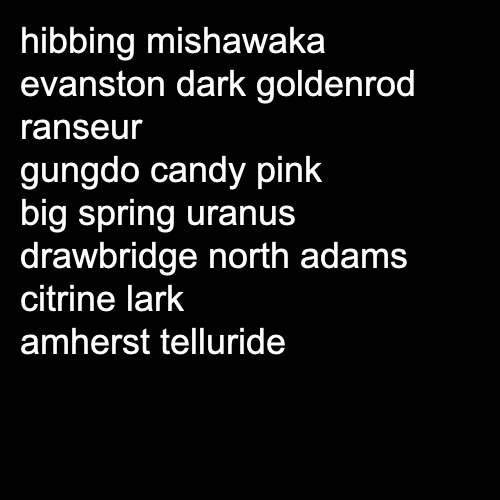 hibbing mishawaka
evanston dark goldenrod
ranseur
gungdo candy pink
big spring uranus
drawbridge north adams
citrine lark
amherst telluride